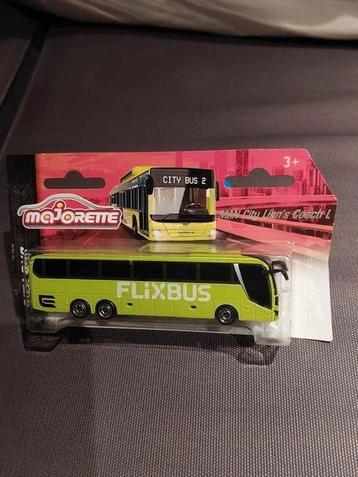 CITY BUS 2
3+
majorette
MAN City Lion's Coach L
FLiXBUS